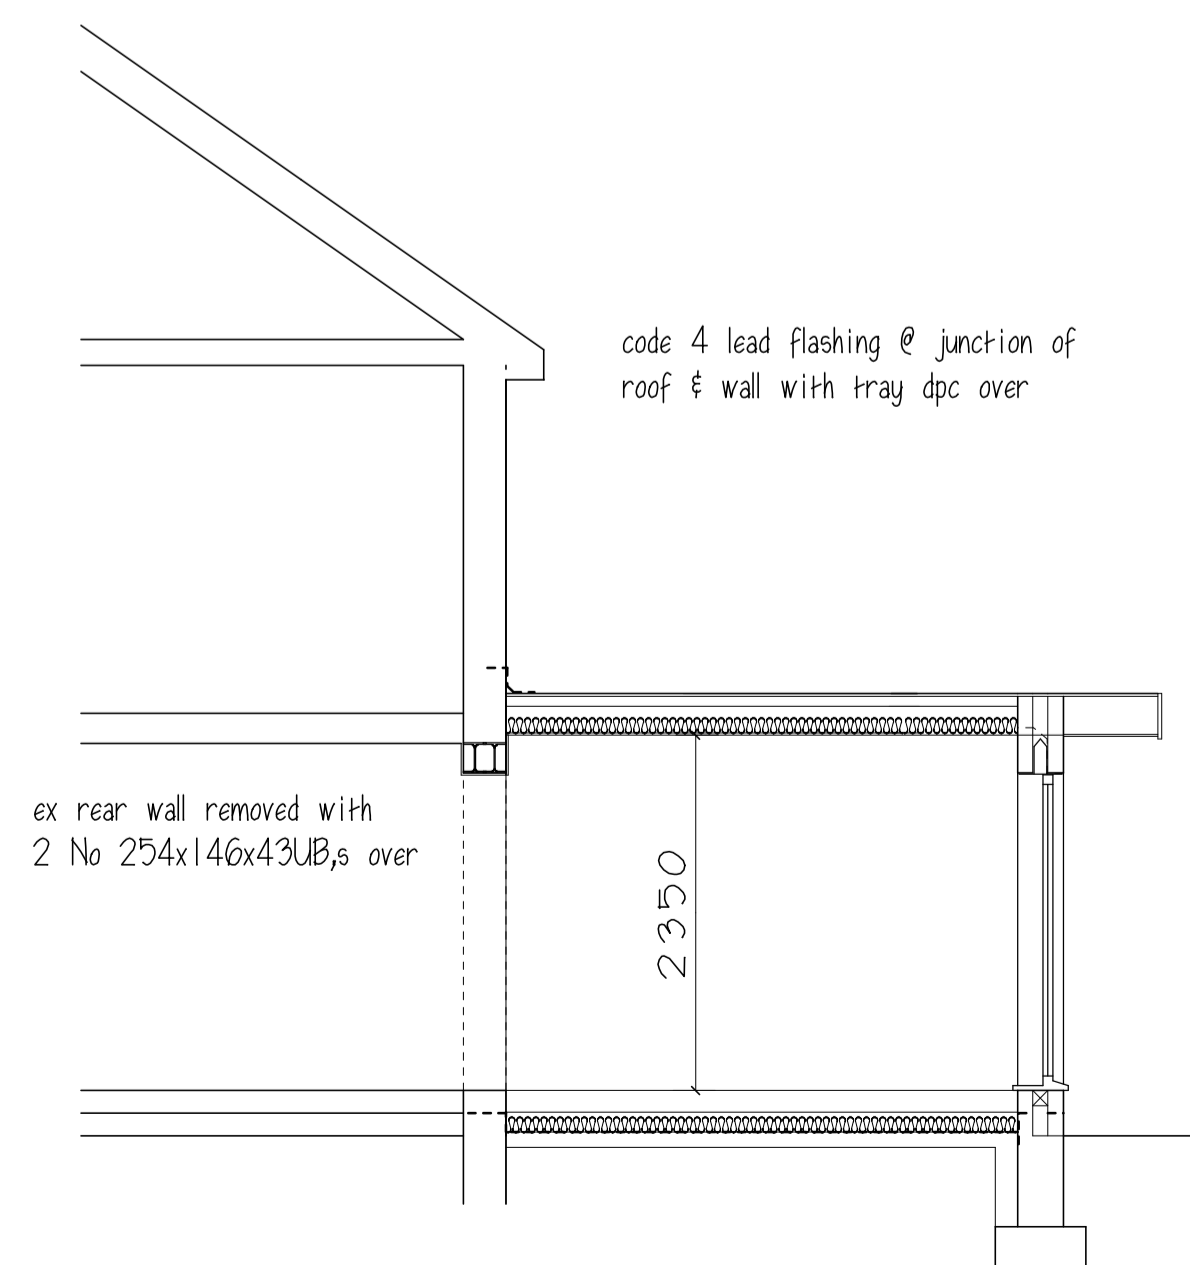 code 4 lead flashing @ junction of
roof & wall with tray dpc over
ex rear wall removed with
2 No 254x146x43UB,s over
2350